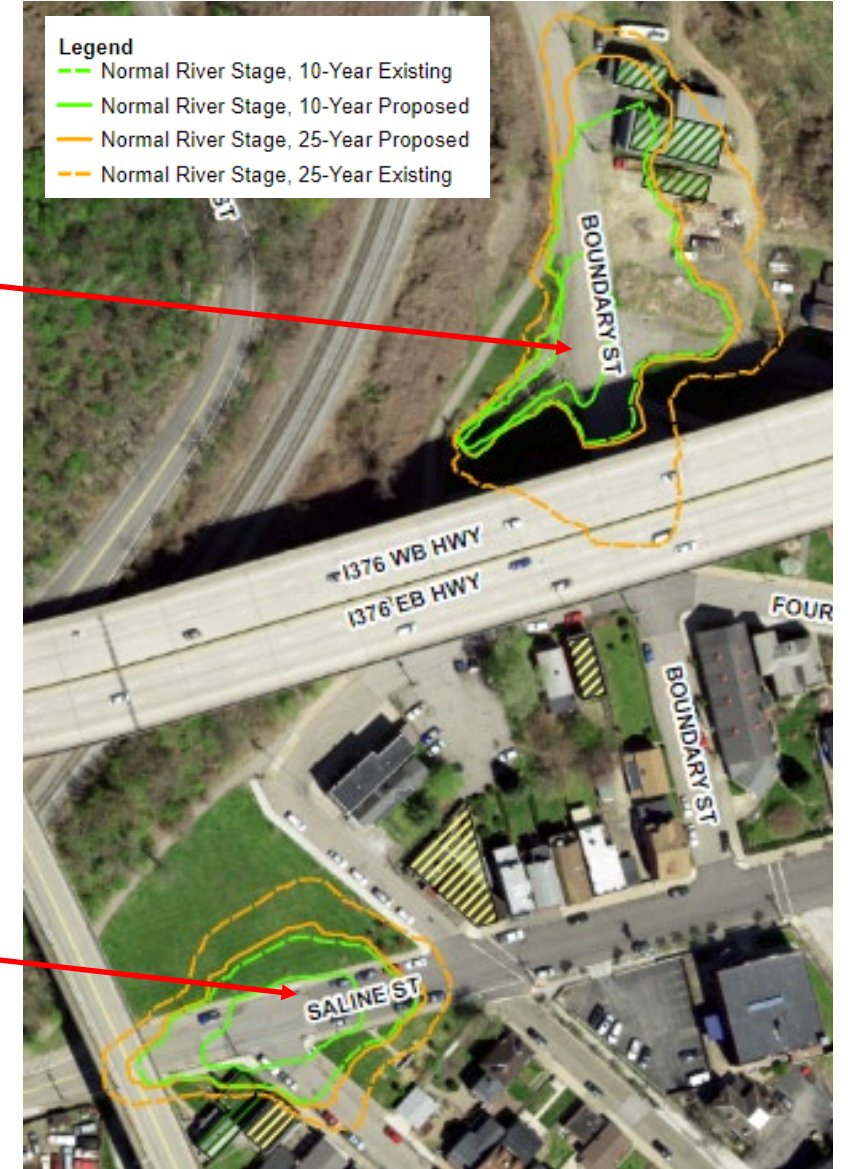 Legend
Normal River Stage, 10-Year Existing
Normal River Stage, 10-Year Proposed
Normal River Stage, 25-Year Proposed
Normal River Stage, 25-Year Existing
ST
BOUNDARY ST
I376 WB HWY
I376 EB HWY
FOUR
BOUNDARY ST
SALINE ST